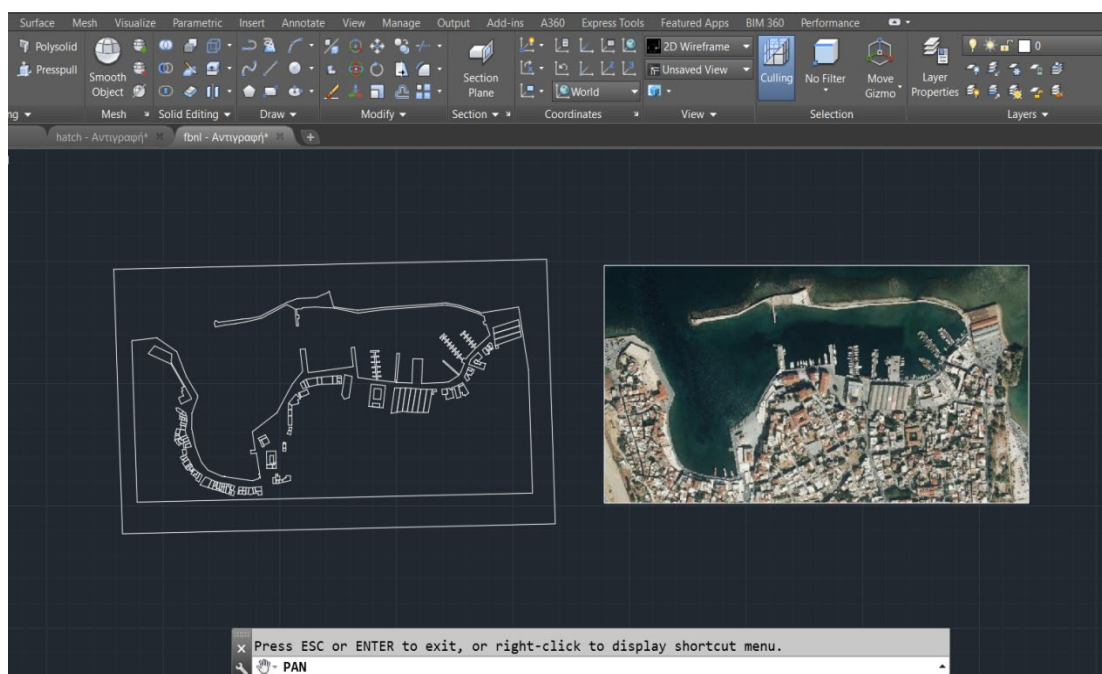 Surface Mesh Visualize Parametric Insert Annotate View Manage Output Add-ins A360 Express Tools Featured Apps BIM 360 Performance
Polysolid
Presspull
Smooth
Object
Section
Plane
World
2D Wireframe
Unsaved View
Culling
No Filter
Move
Gizmo
Layer
Properties
0
ng Mesh Solid Editing Draw Modify Section Coordinates View Selection Layers
hatch - Αντιγραφή* fbnl - Αντιγραφή*
Press ESC or ENTER to exit, or right-click to display shortcut menu.
PAN